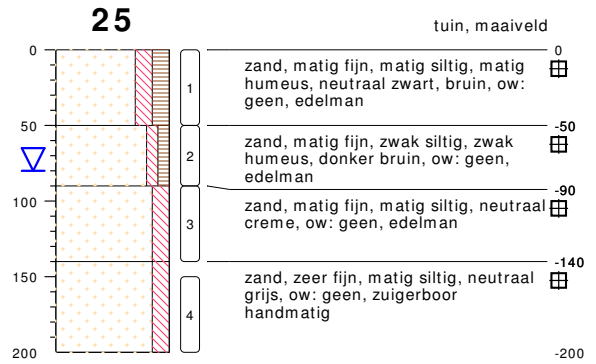 25
tuin, maaiveld
0
0
zand, matig fijn, matig siltig, matig
humeus, neutraal zwart, bruin, ow:
geen, edelman
1
50
-50
zand, matig fijn, zwak siltig, zwak
humeus, donker bruin, ow: geen,
edelman
2
-90
100
zand, matig fijn, matig siltig, neutraal
creme, ow: geen, edelman
3
-140
150
zand, zeer fijn, matig siltig, neutraal
grijs, ow: geen, zuigerboor
handmatig
4
200
-200